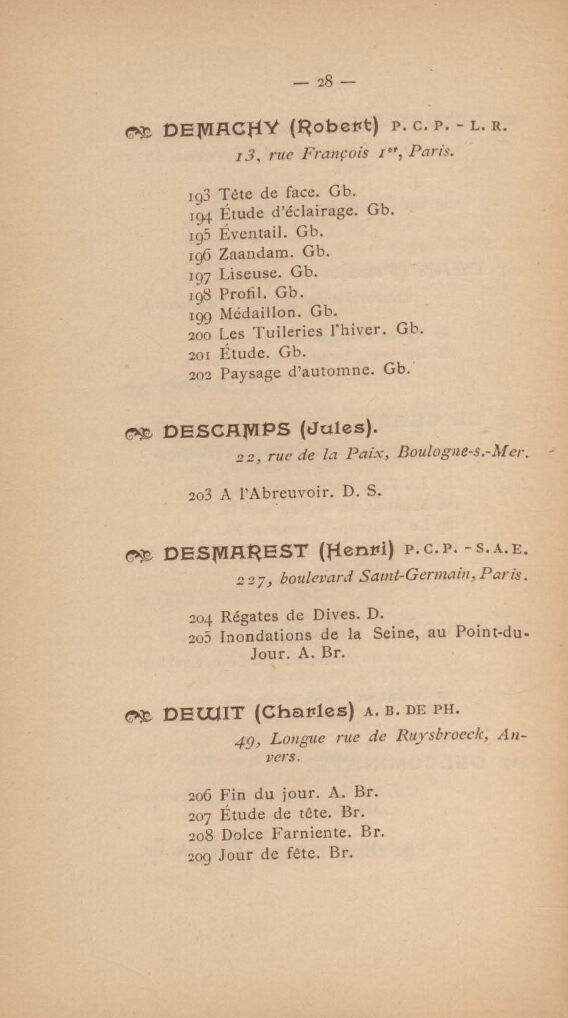 — 28 —
DEMACHY (Robert) P. C. P. - L. R.
13, rue François 1er, Paris.
193 Tête de face. Gb.
194 Étude d'éclairage. Gb.
195 Éventail. Gb.
196 Zaandam. Gb.
197 Liseuse. Gb.
198 Profil. Gb.
199 Médaillon. Gb.
200 Les Tuileries l'hiver. Gb.
201 Étude. Gb.
202 Paysage d'automne. Gb.
DESCAMPS (Jules).
22, rue de la Paix, Boulogne-s.-Mer.
203 A l'Abreuvoir. D. S.
DESMAREST (Henri) P. C. P. - S. A. E.
227, boulevard Saint-Germain, Paris.
204 Régates de Dives. D.
205 Inondations de la Seine, au Point-du-
Jour. A. Br.
DEWIT (Charles) A. B. DE PH.
49, Longue rue de Ruysbroeck, An-
vers.
206 Fin du jour. A. Br.
207 Étude de tête. Br.
208 Dolce Farniente. Br.
209 Jour de fête. Br.